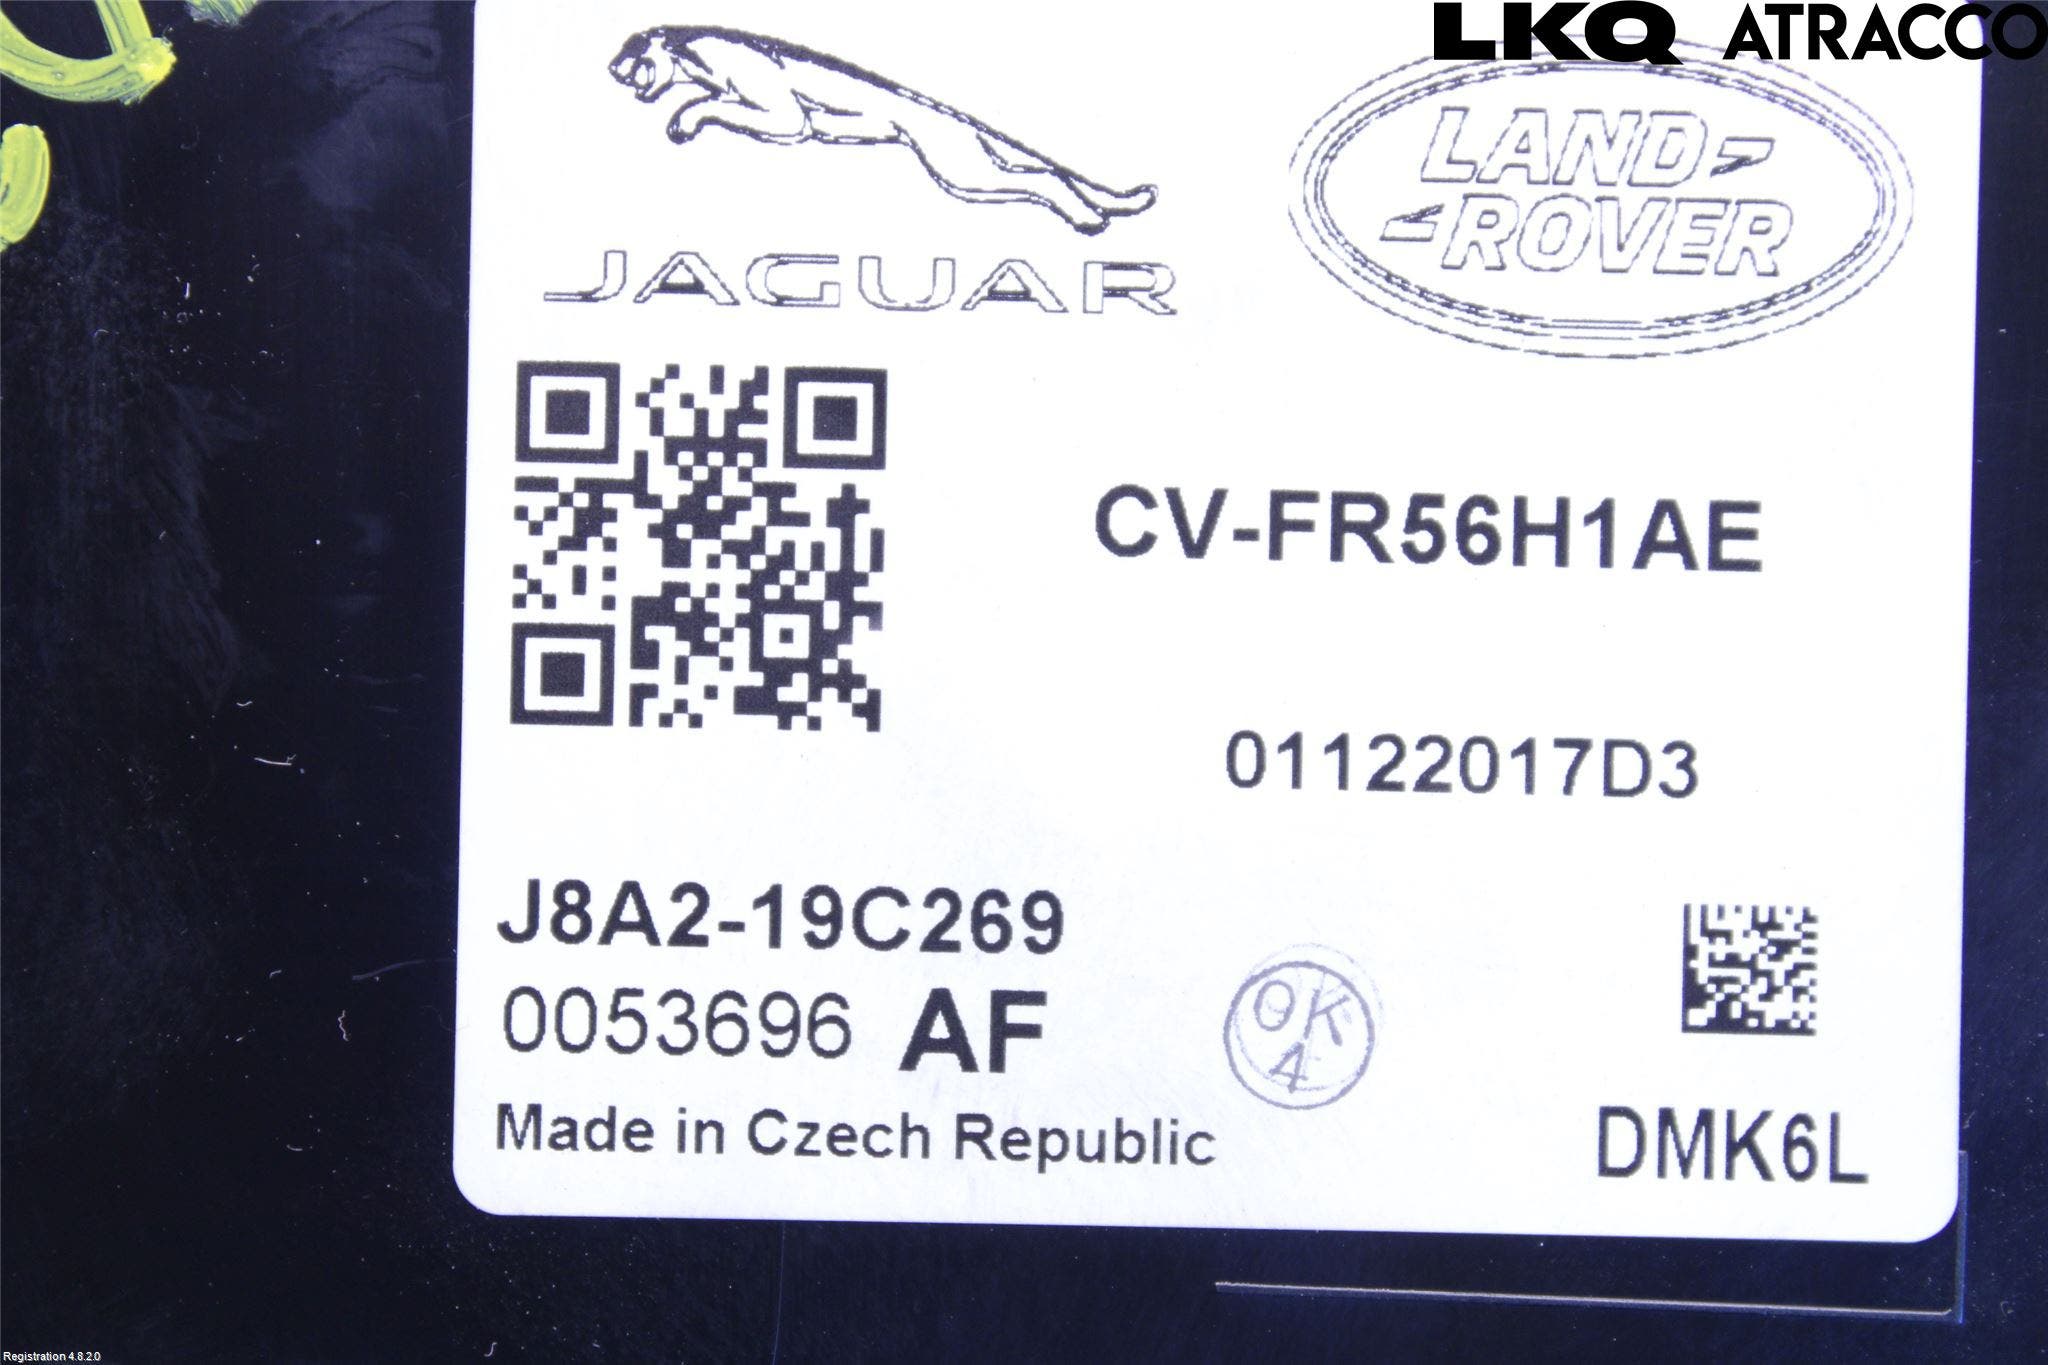 LKQ ATRACCO
JAGUAR
LAND
ROVER
CV-FR56H1AE
01122017D3
J8A2-19C269
0053696 AF
OK
4
Made in Czech Republic
DMK6L
Registration 4.8.2.0